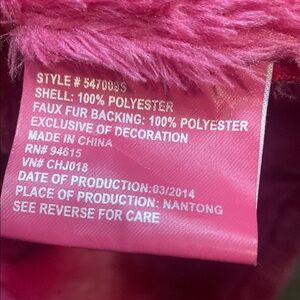 STYLE # 547009S
SHELL: 100% POLYESTER
FAUX FUR BACKING: 100% POLYESTER
EXCLUSIVE OF DECORATION
MADE IN CHINA
RN# 94615
VN# CHJ018
DATE OF PRODUCTION:03/2014
PLACE OF PRODUCTION: NANTONG
SEE REVERSE FOR CARE